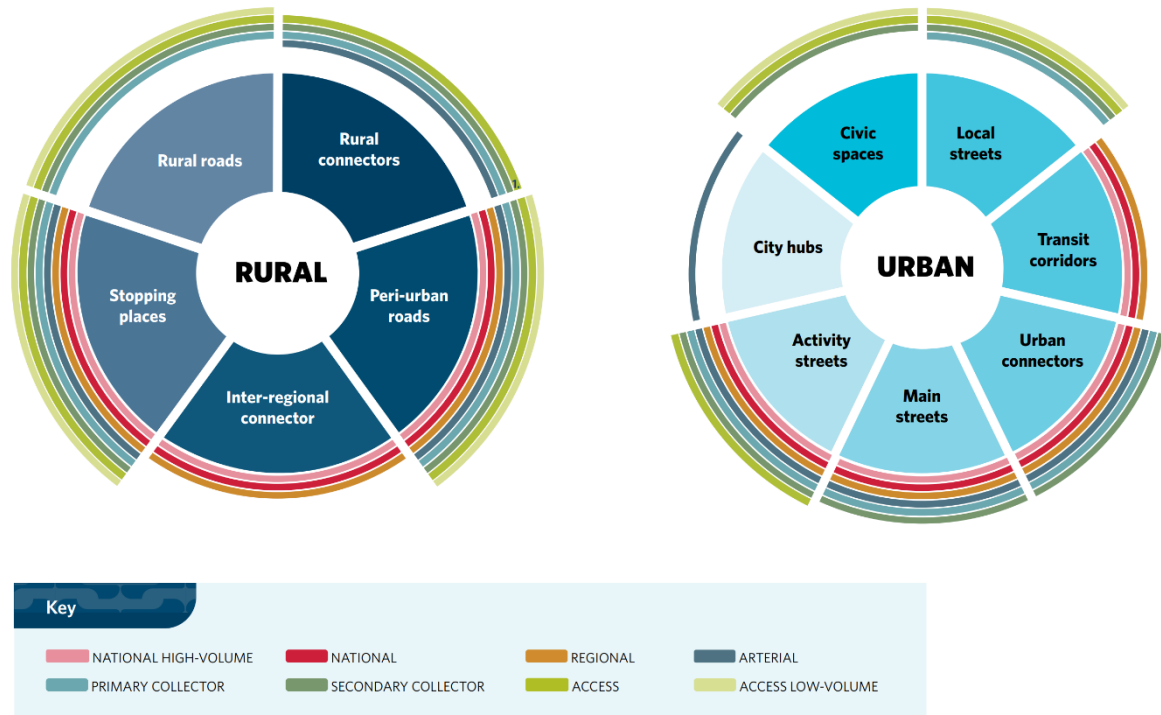 Rural roads
Rural
connectors
Stopping
places
RURAL
Peri-urban
roads
Inter-regional
connector
1.
Civic
spaces
Local
streets
City hubs
URBAN
Transit
corridors
Activity
streets
Main
streets
Urban
connectors
Key
NATIONAL HIGH-VOLUME
NATIONAL
REGIONAL
ARTERIAL
PRIMARY COLLECTOR
SECONDARY COLLECTOR
ACCESS
ACCESS LOW-VOLUME